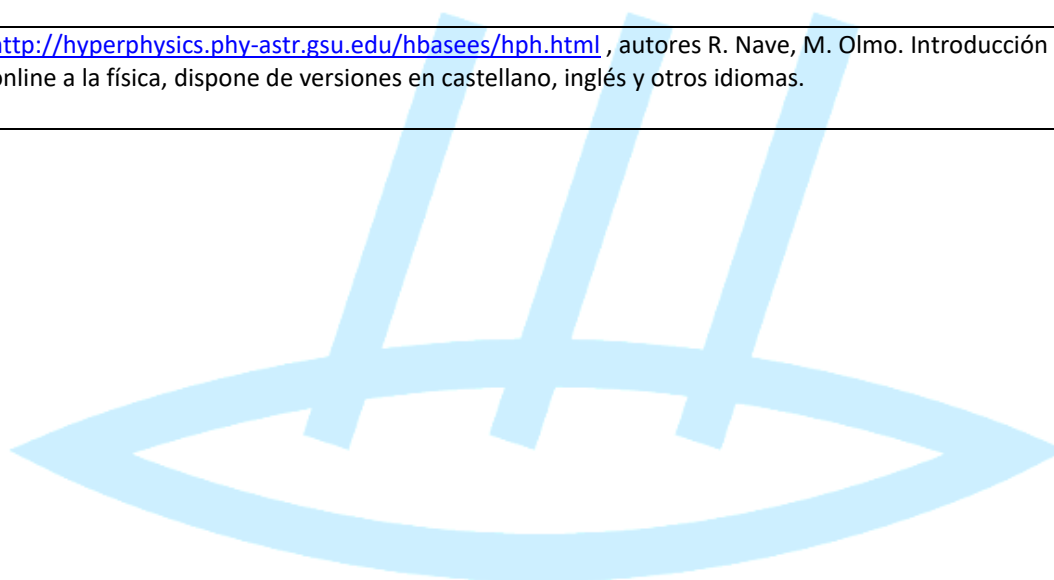 http://hyperphysics.phy-astr.gsu.edu/hbasees/hph.html , autores R. Nave, M. Olmo. Introducción
online a la física, dispone de versiones en castellano, inglés y otros idiomas.